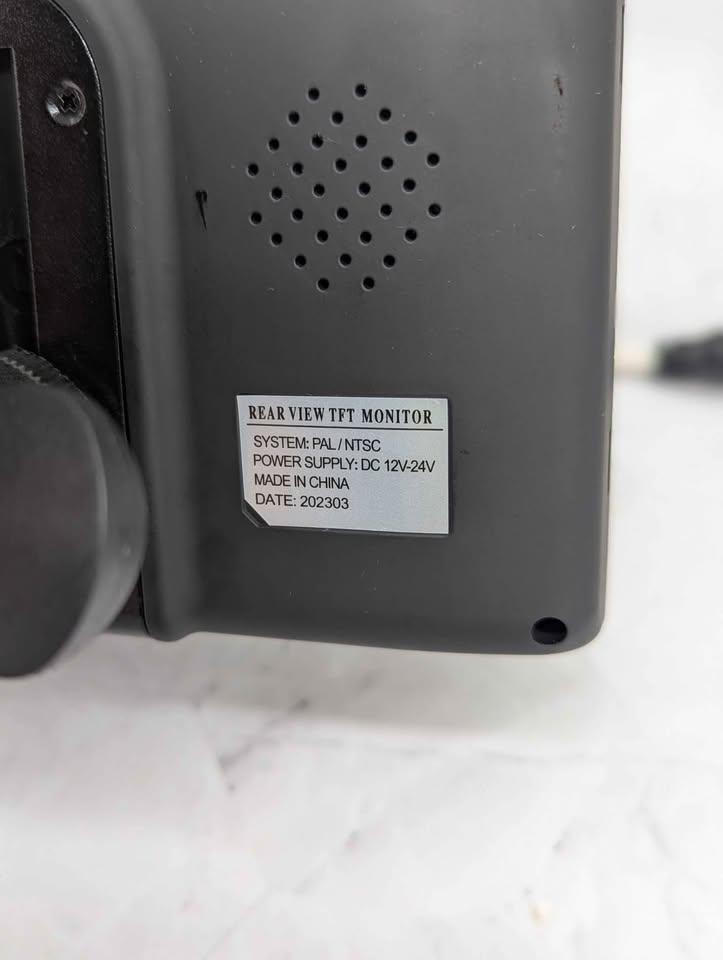 REAR VIEW TFT MONITOR
SYSTEM: PAL / NTSC
POWER SUPPLY: DC 12V-24V
MADE IN CHINA
DATE: 202303